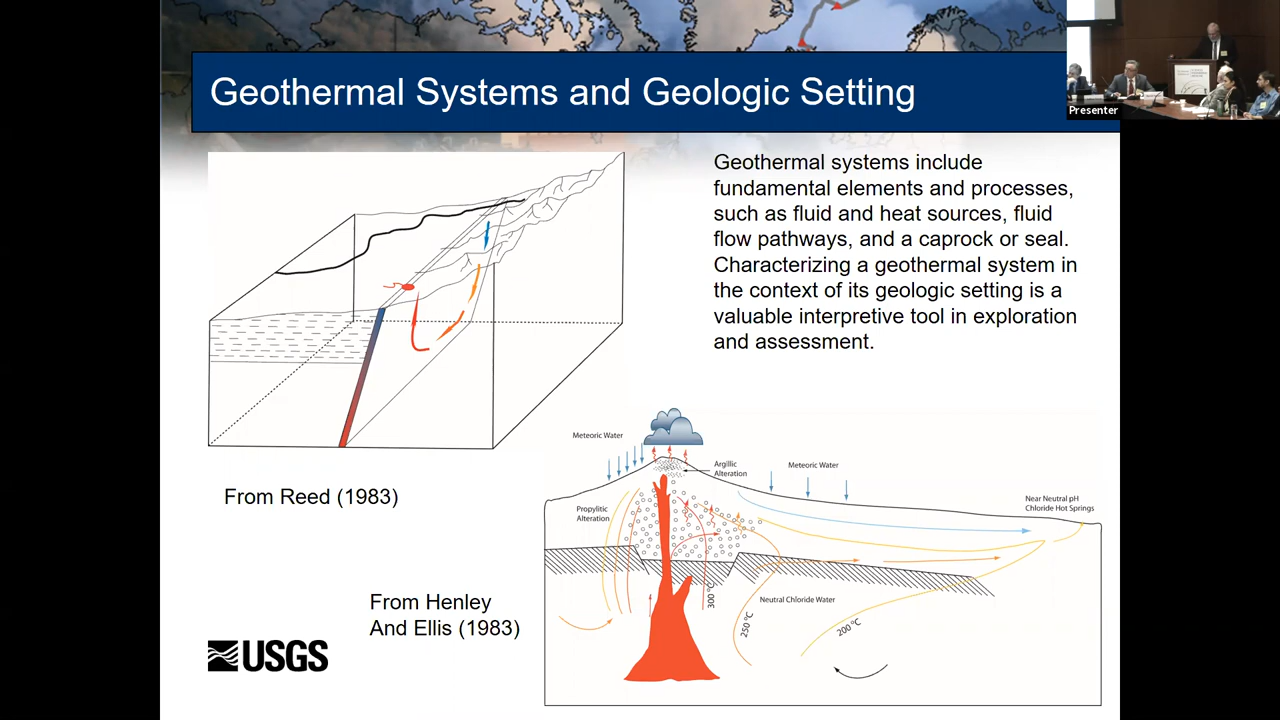 Geothermal Systems and Geologic Setting
Presenter
Geothermal systems include
fundamental elements and processes,
such as fluid and heat sources, fluid
flow pathways, and a caprock or seal.
Characterizing a geothermal system in
the context of its geologic setting is a
valuable interpretive tool in exploration
and assessment.
From Reed (1983)
Meteoric Water
Argillic
Alteration
Meteoric Water
Near Neutral pH
Chloride Hot Springs
Propylitic
Alteration
300 °C
250 °C
200 °C
Neutral Chloride Water
From Henley
And Ellis (1983)
USGS